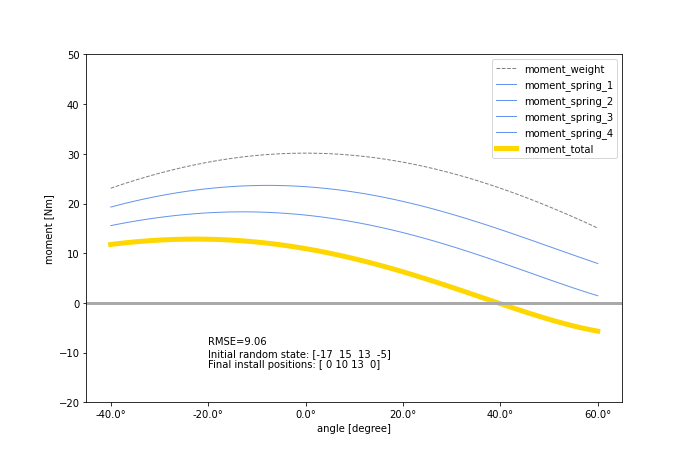 50
40
30
20
10
0
−10
−20
moment [Nm]
moment_weight
moment_spring_1
moment_spring_2
moment_spring_3
moment_spring_4
moment_total
RMSE=9.06
Initial random state: [-17  15  13  -5]
Final install positions: [ 0 10 13  0]
-40.0° -20.0° 0.0° 20.0° 40.0° 60.0°
angle [degree]